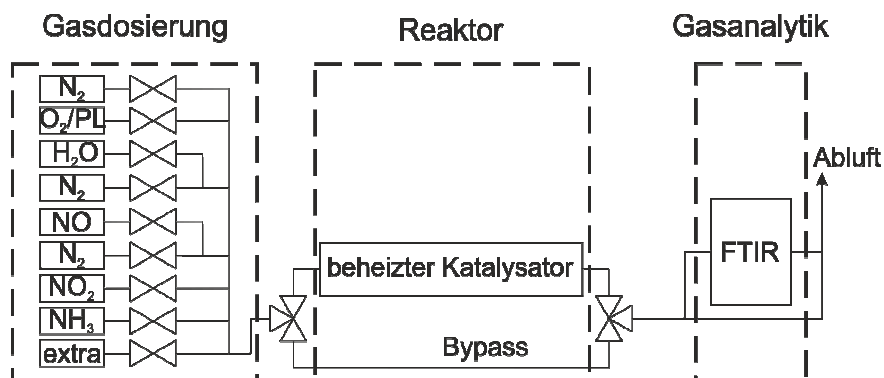 Gasdosierung
Reaktor
Gasanalytik
N₂
O₂/PL
H₂O
N₂
NO
N₂
NO₂
NH₃
extra
beheizter Katalysator
Bypass
FTIR
Abluft